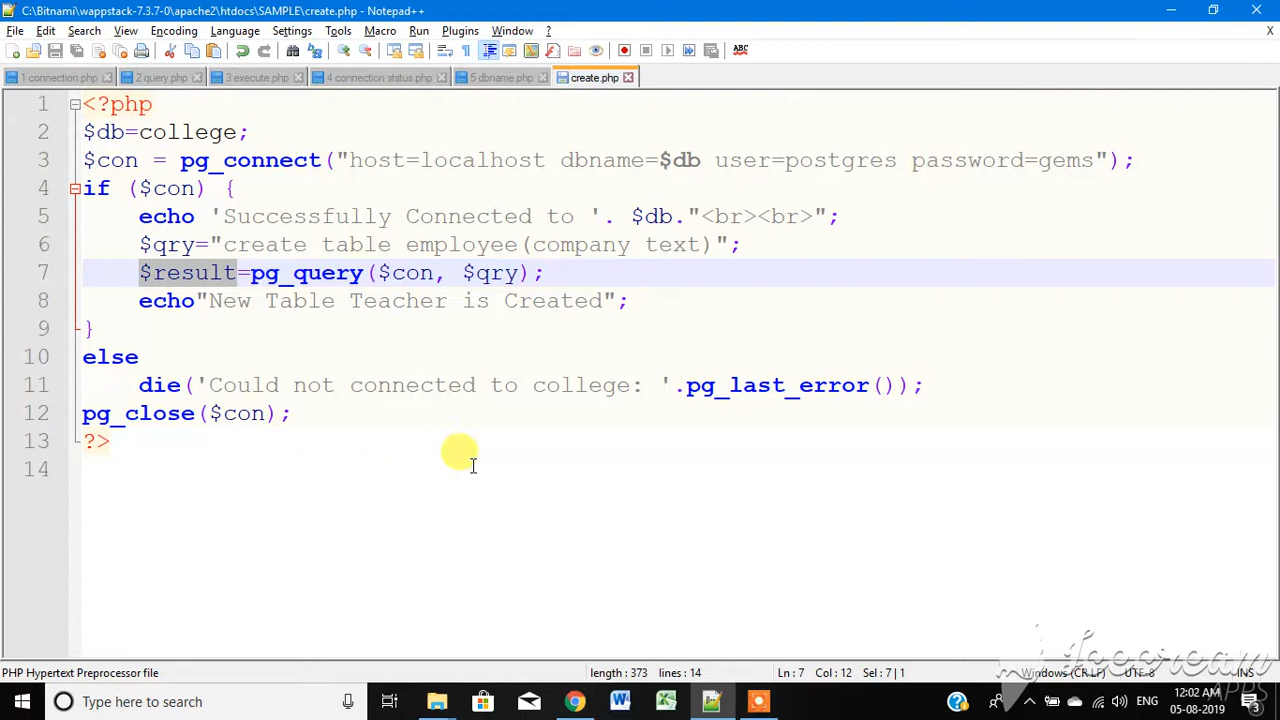 C:\Bitnami\wappstack-7.3.7-0\apache2\htdocs\SAMPLE\create.php - Notepad++
File Edit Search View Encoding Language Settings Tools Macro Run Plugins Window ? X
ABC
1 connection.php 2 query.php 3 execute.php 4 connection status.php 5 dbname.php create.php
1 <?php
2 $db=college;
3 $con = pg_connect("host=localhost dbname=$db user=postgres password=gems");
4 if ($con) {
5 echo 'Successfully Connected to '. $db."<br><br>";
6 $qry="create table employee(company text)";
7 $result=pg_query($con, $qry);
8 echo"New Table Teacher is Created";
9 }
10 else
11 die('Could not connected to college: '.pg_last_error());
12 pg_close($con);
13 ?>
14
PHP Hypertext Preprocessor file length : 373 lines : 14 Ln : 7 Col : 12 Sel : 7 | 1 Windows (CR LF) UTF-8 INS
APPS
Type here to search ENG 12:02 AM 05-08-2019 3